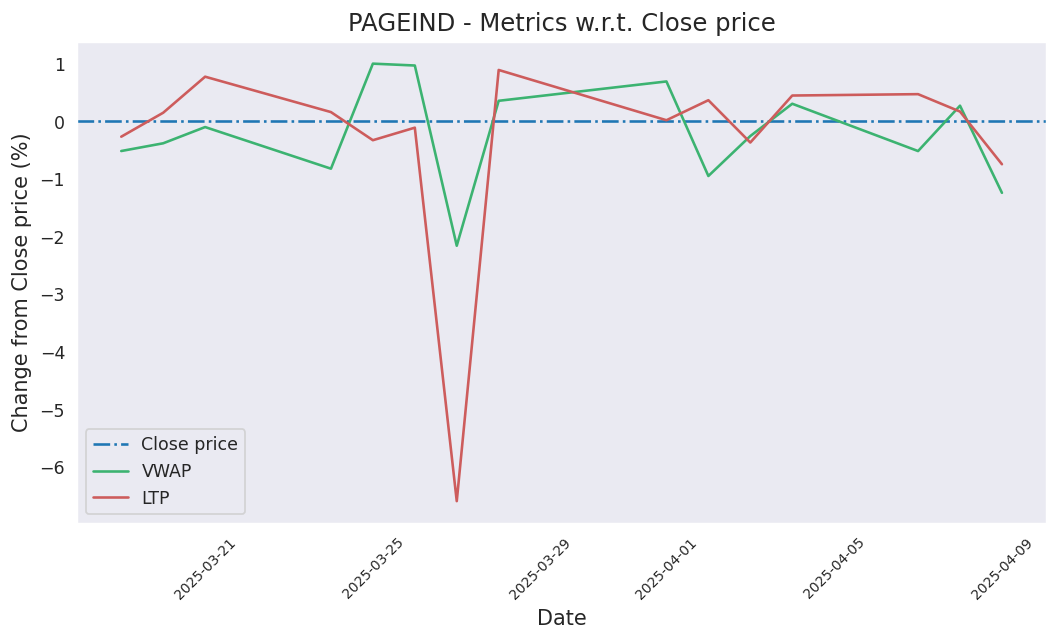 PAGEIND - Metrics w.r.t. Close price
Change from Close price (%)
1
0
−1
−2
−3
−4
−5
−6
Close price
VWAP
LTP
2025-03-21
2025-03-25
2025-03-29
2025-04-01
2025-04-05
2025-04-09
Date